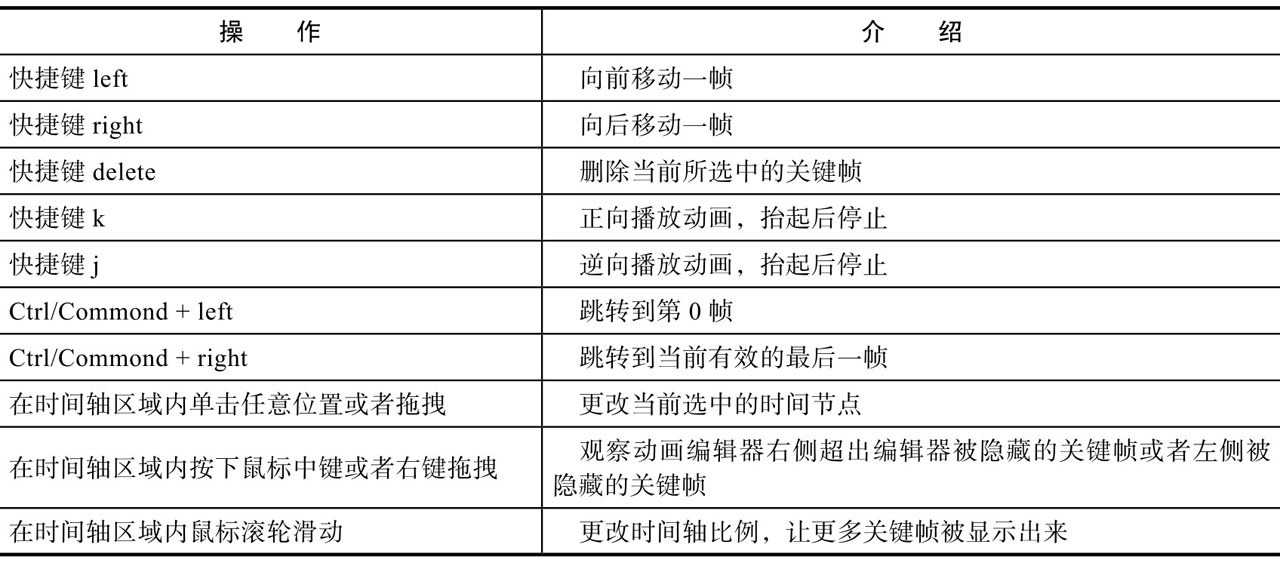 操作 介绍
快捷键 left 向前移动一帧
快捷键 right 向后移动一帧
快捷键 delete 删除当前所选中的关键帧
快捷键 k 正向播放动画，抬起后停止
快捷键 j 逆向播放动画，抬起后停止
Ctrl/Commond + left 跳转到第 0 帧
Ctrl/Commond + right 跳转到当前有效的最后一帧
在时间轴区域内单击任意位置或者拖拽 更改当前选中的时间节点
在时间轴区域内按下鼠标中键或者右键拖拽 观察动画编辑器右侧超出编辑器被隐藏的关键帧或者左侧被
隐藏的关键帧
在时间轴区域内鼠标滚轮滑动 更改时间轴比例，让更多关键帧被显示出来